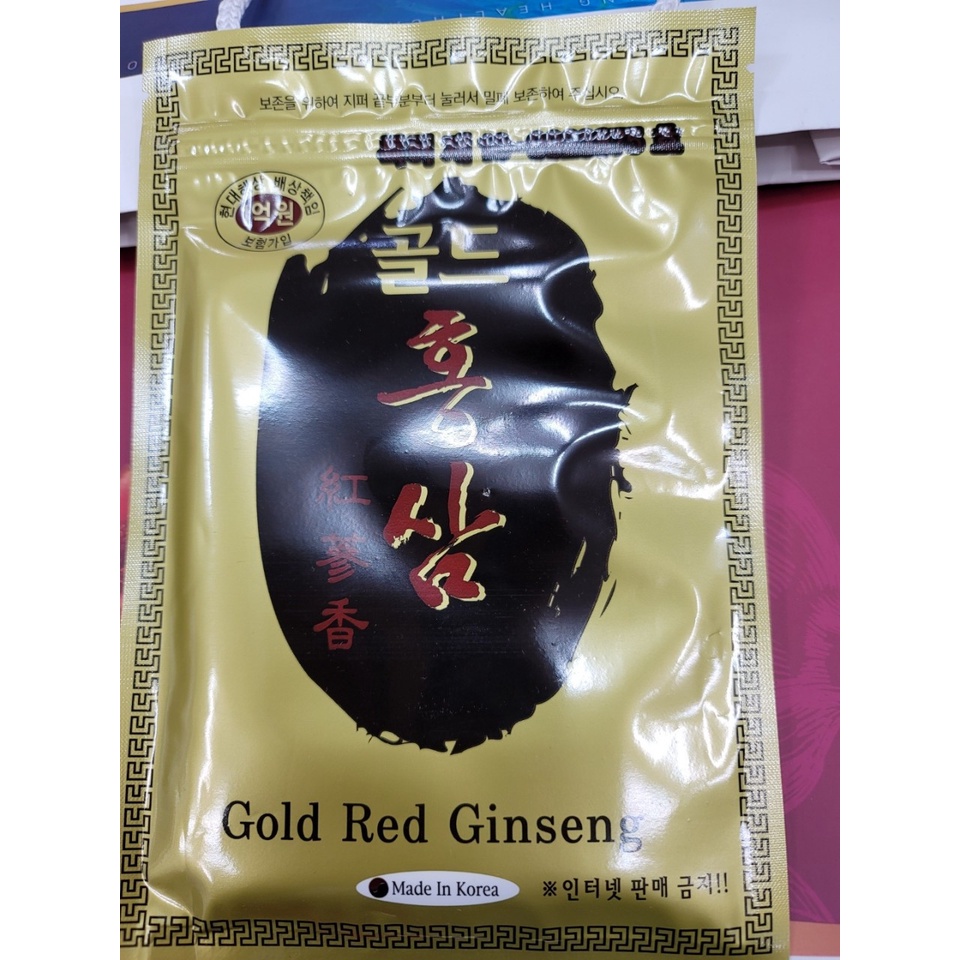 보존을 위하여 지퍼 끝부분부터 눌러서 밀폐 보존하여 주십시오
현대해상 배상책임
억원
보험가입
골드
홍삼
紅蔘香
Gold Red Ginseng
Made In Korea
※인터넷 판매 금지!!